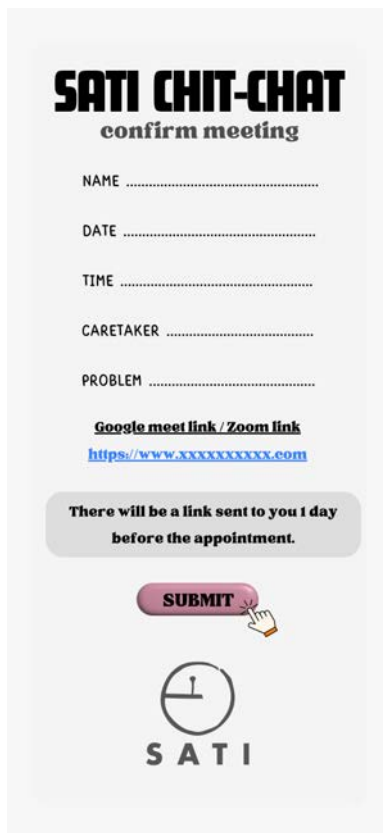 SATI CHIT-CHAT
confirm meeting
NAME ................................................
DATE ................................................
TIME ................................................
CARETAKER ............................................
PROBLEM ..........................................
Google meet link / Zoom link
https://www.xxxxxxxxxx.com
There will be a link sent to you 1 day
before the appointment.
SUBMIT
SATI